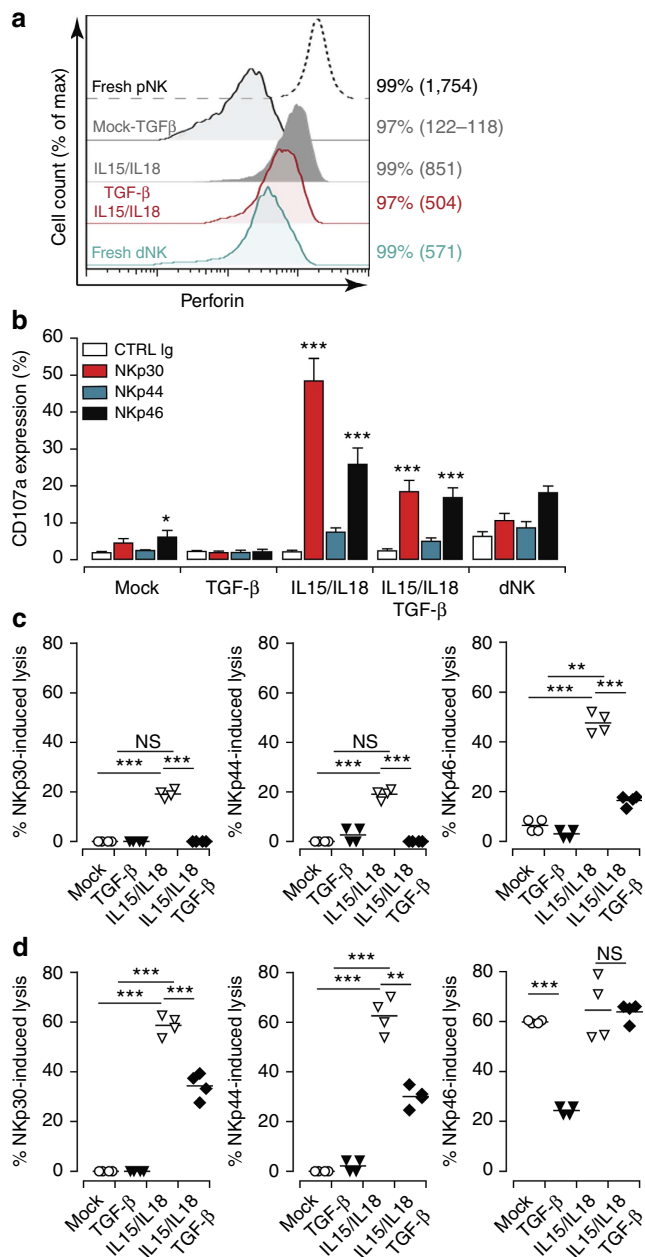 a
Cell count (% of max)
Fresh pNK
99% (1,754)
Mock-TGFβ
97% (122–118)
IL15/IL18
99% (851)
TGF-β
IL15/IL18
97% (504)
Fresh dNK
99% (571)
Perforin
b
CD107a expression (%)
60
50
40
30
20
10
0
CTRL Ig
NKp30
NKp44
NKp46
*
***
***
***
***
Mock
TGF-β
IL15/IL18
IL15/IL18
TGF-β
dNK
c
% NKp30-induced lysis
80
60
40
20
0
NS
***
***
Mock
TGF-β
IL15/IL18
IL15/IL18
TGF-β
% NKp44-induced lysis
80
60
40
20
0
NS
***
***
Mock
TGF-β
IL15/IL18
IL15/IL18
TGF-β
% NKp46-induced lysis
80
60
40
20
0
**
***
***
Mock
TGF-β
IL15/IL18
IL15/IL18
TGF-β
d
% NKp30-induced lysis
80
60
40
20
0
***
***
***
Mock
TGF-β
IL15/IL18
IL15/IL18
TGF-β
% NKp44-induced lysis
80
60
40
20
0
***
***
**
Mock
TGF-β
IL15/IL18
IL15/IL18
TGF-β
% NKp46-induced lysis
80
60
40
20
0
NS
***
Mock
TGF-β
IL15/IL18
IL15/IL18
TGF-β